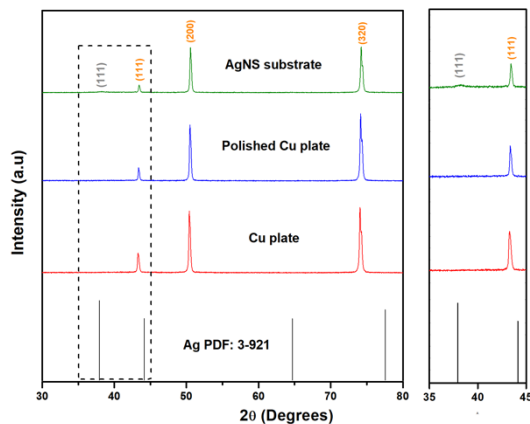 (200)
(320)
(111)
(111)
AgNS substrate
(111)
(111)
Polished Cu plate
Cu plate
Ag PDF: 3-921
Intensity (a.u)
30 40 50 60 70 80
35 40 45
2θ (Degrees)